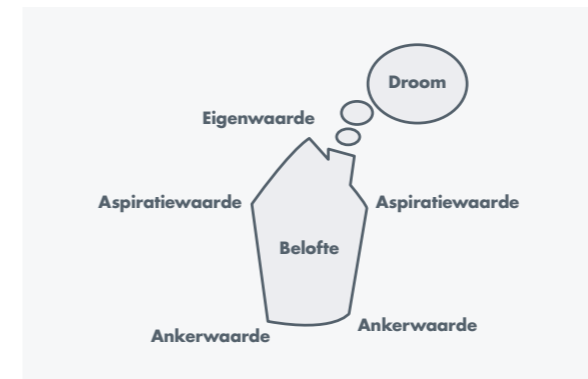 Droom
Eigenwaarde
Aspiratiewaarde
Aspiratiewaarde
Belofte
Ankerwaarde
Ankerwaarde